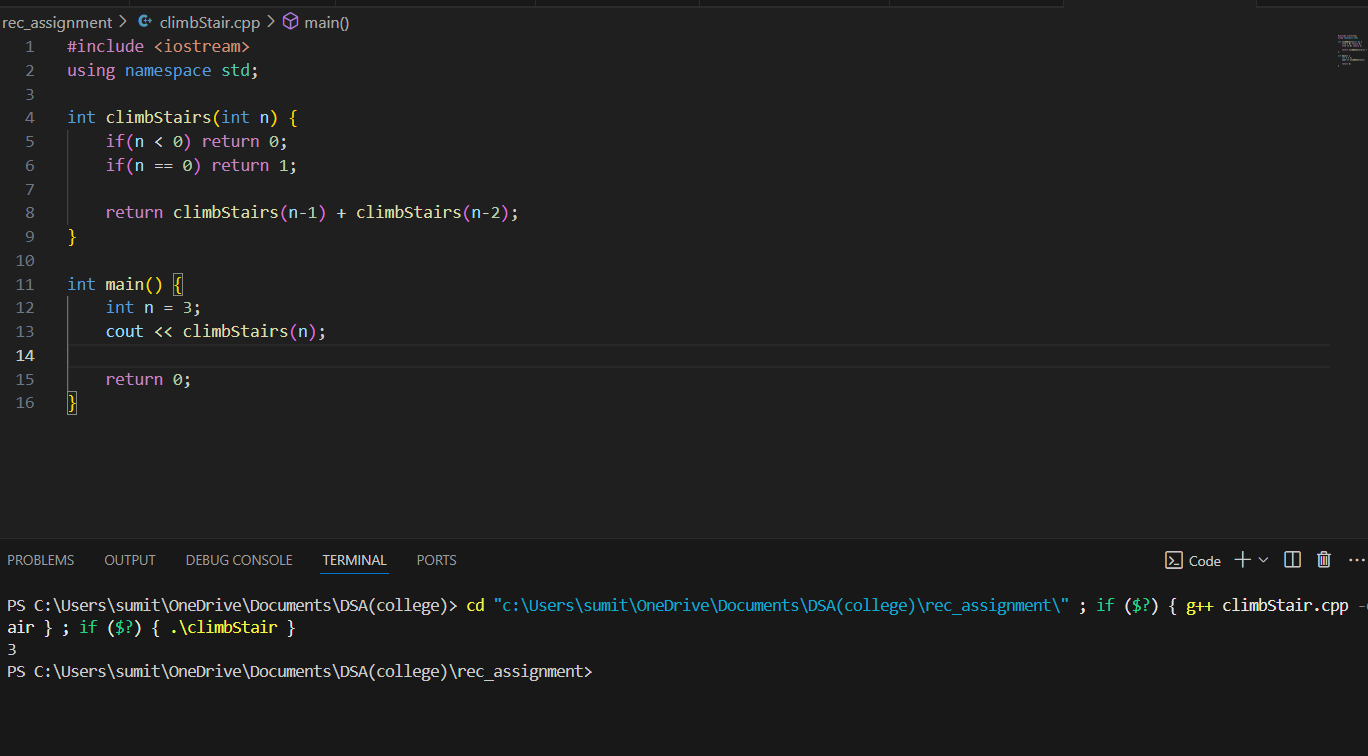 rec_assignment > climbStair.cpp > main()
1 #include <iostream>
2 using namespace std;
3
4 int climbStairs(int n) {
5     if(n < 0) return 0;
6     if(n == 0) return 1;
7
8     return climbStairs(n-1) + climbStairs(n-2);
9 }
10
11 int main() {
12     int n = 3;
13     cout << climbStairs(n);
14
15     return 0;
16 }
PROBLEMS OUTPUT DEBUG CONSOLE TERMINAL PORTS Code
PS C:\Users\sumit\OneDrive\Documents\DSA(college)> cd "c:\Users\sumit\OneDrive\Documents\DSA(college)\rec_assignment\" ; if ($?) { g++ climbStair.cpp -
air } ; if ($?) { .\climbStair }
3
PS C:\Users\sumit\OneDrive\Documents\DSA(college)\rec_assignment>